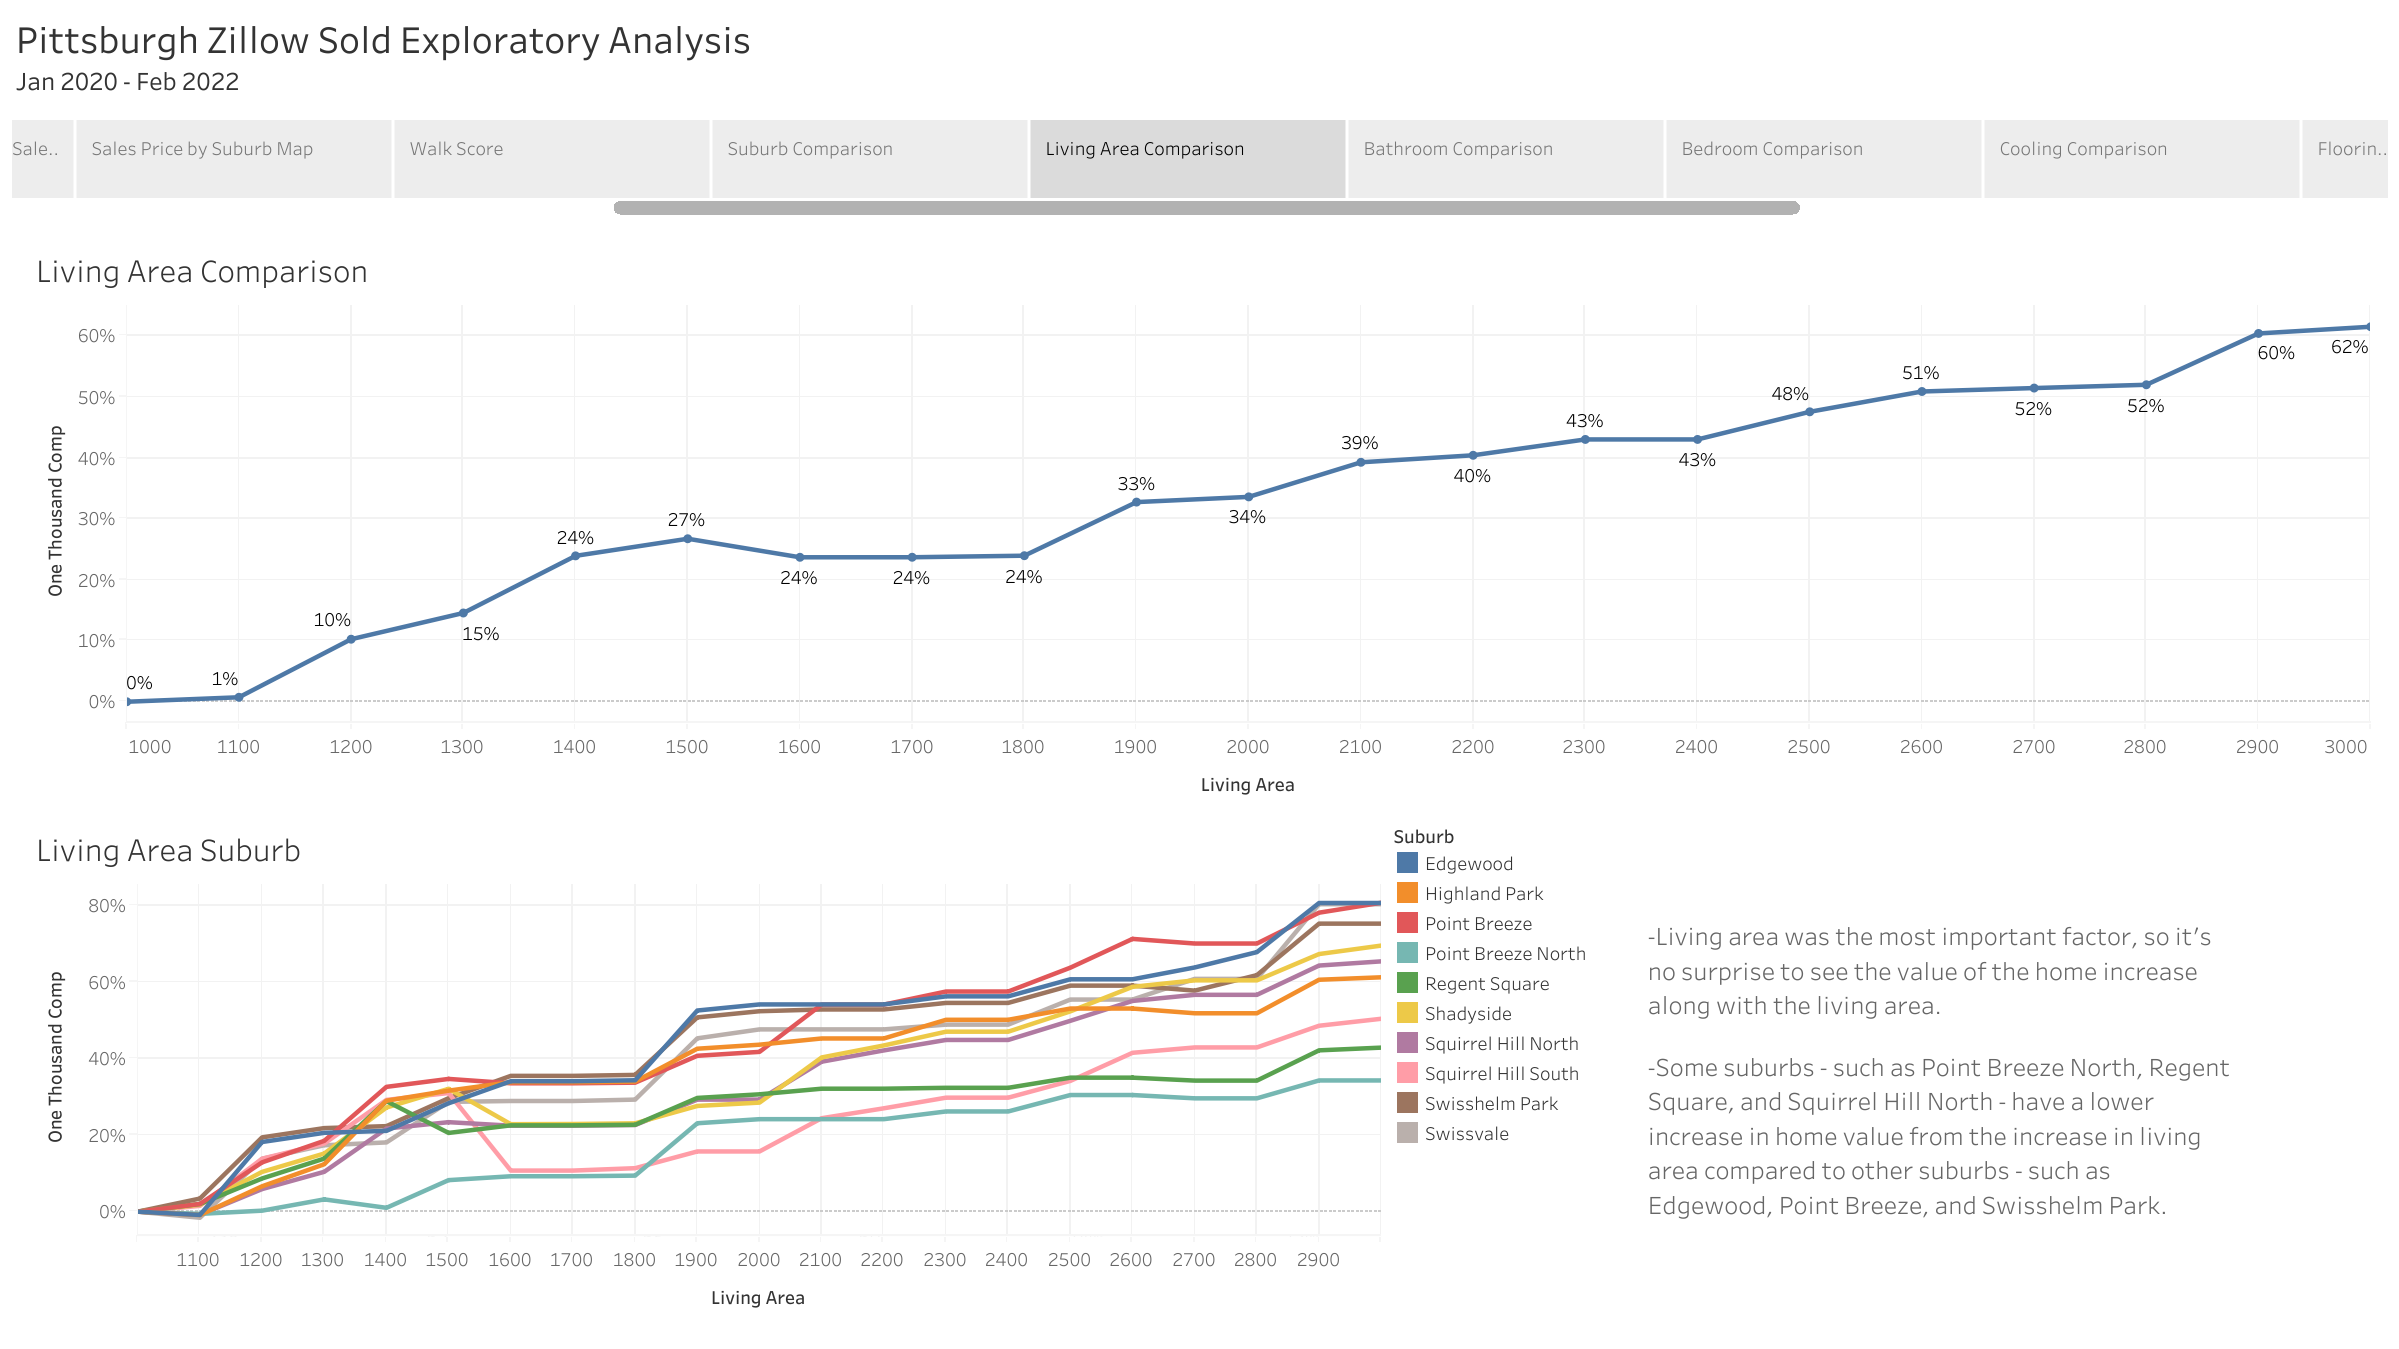 Pittsburgh Zillow Sold Exploratory Analysis
Jan 2020 - Feb 2022
Sale..
Sales Price by Suburb Map
Walk Score
Suburb Comparison
Living Area Comparison
Bathroom Comparison
Bedroom Comparison
Cooling Comparison
Floorin..
Living Area Comparison
One Thousand Comp
60%
50%
40%
30%
20%
10%
0%
0%
1%
10%
15%
24%
27%
24%
24%
24%
33%
34%
39%
40%
43%
43%
48%
51%
52%
52%
60%
62%
1000 1100 1200 1300 1400 1500 1600 1700 1800 1900 2000 2100 2200 2300 2400 2500 2600 2700 2800 2900 3000
Living Area
Living Area Suburb
One Thousand Comp
80%
60%
40%
20%
0%
1100 1200 1300 1400 1500 1600 1700 1800 1900 2000 2100 2200 2300 2400 2500 2600 2700 2800 2900
Living Area
Suburb
Edgewood
Highland Park
Point Breeze
Point Breeze North
Regent Square
Shadyside
Squirrel Hill North
Squirrel Hill South
Swisshelm Park
Swissvale
-Living area was the most important factor, so it’s
no surprise to see the value of the home increase
along with the living area.
-Some suburbs - such as Point Breeze North, Regent
Square, and Squirrel Hill North - have a lower
increase in home value from the increase in living
area compared to other suburbs - such as
Edgewood, Point Breeze, and Swisshelm Park.